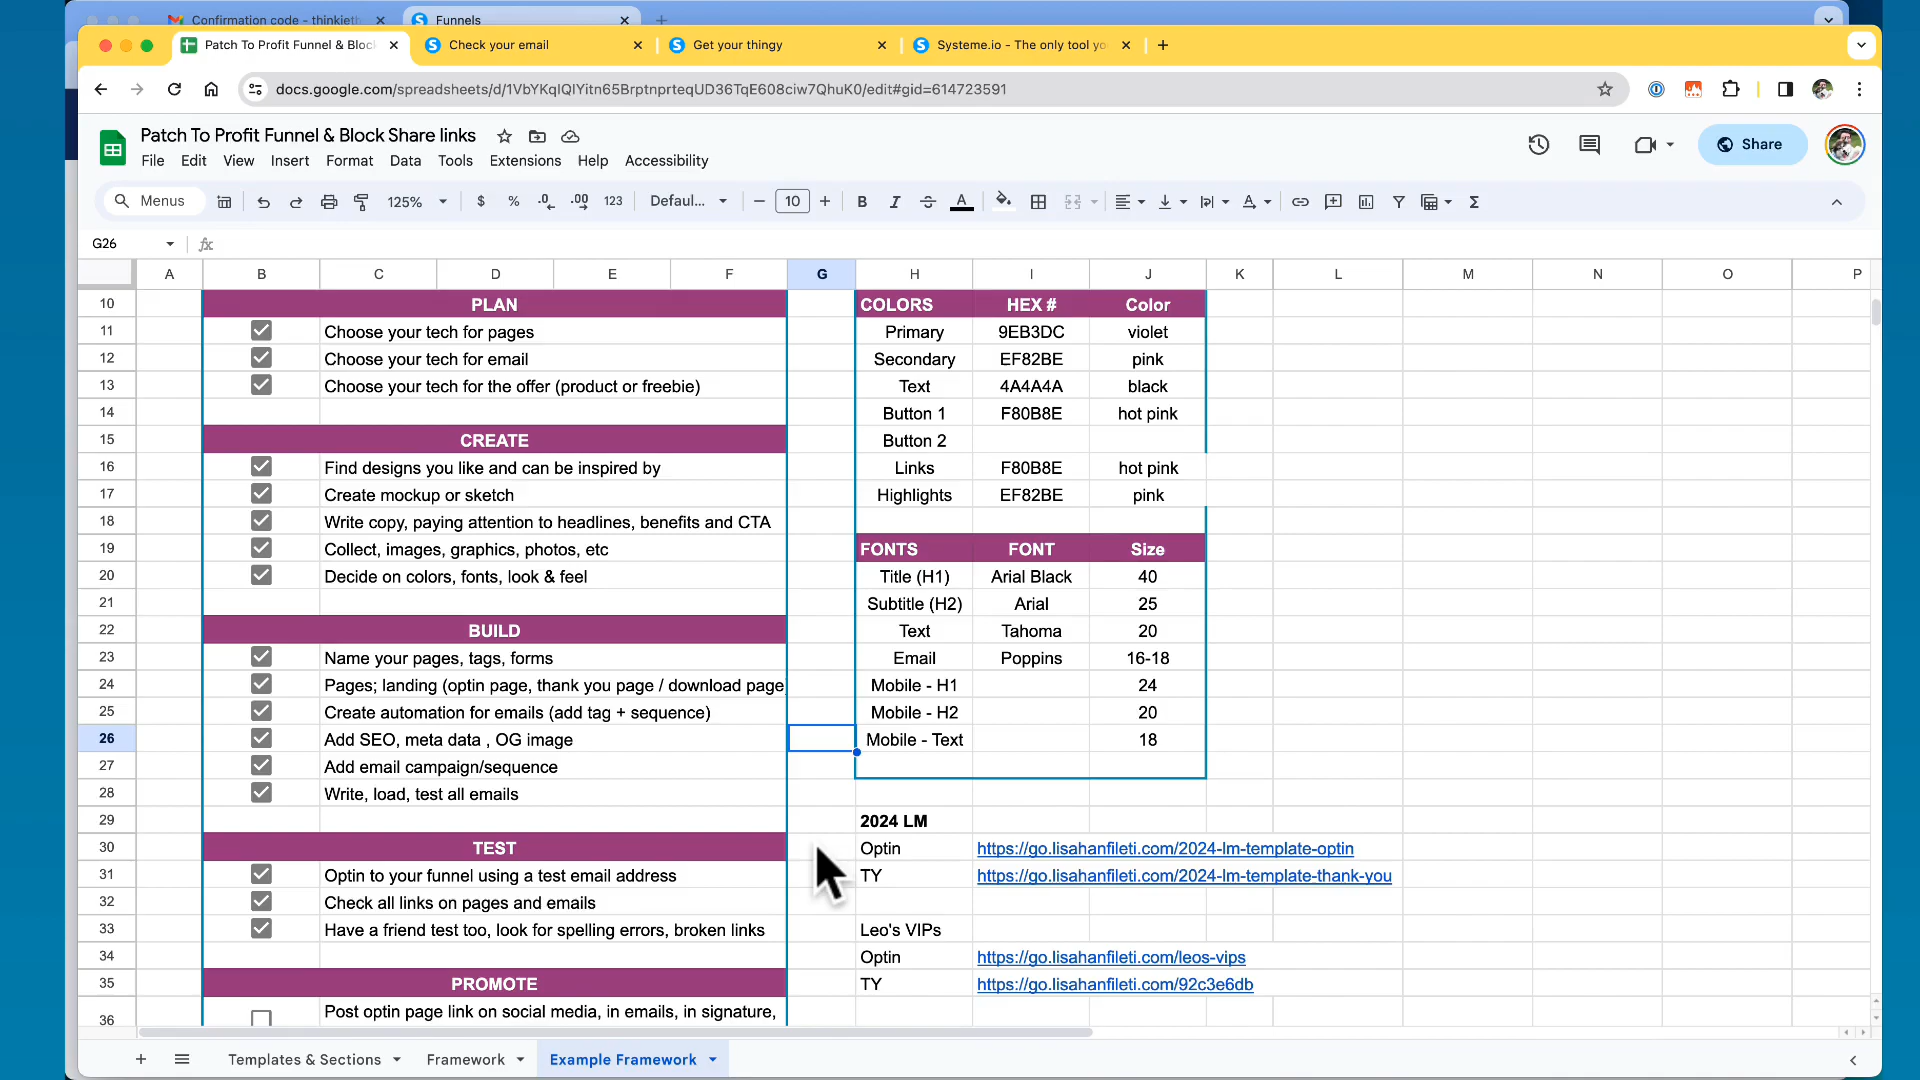 Confirmation code - thinkieth
Funnels
Patch To Profit Funnel & Block
Check your email
Get your thingy
Systeme.io - The only tool yo
docs.google.com/spreadsheets/d/1VbYKqIQIYitn65BrptnprteqUD36TqE608ciw7QhuK0/edit#gid=614723591
Patch To Profit Funnel & Block Share links
File Edit View Insert Format Data Tools Extensions Help Accessibility
Share
Menus 125% $ % .0 .00 123 Defaul... 10 B I A
G26 fx
A B C D E F G H I J K L M N O P
10 PLAN COLORS HEX # Color
11 Choose your tech for pages Primary 9EB3DC violet
12 Choose your tech for email Secondary EF82BE pink
13 Choose your tech for the offer (product or freebie) Text 4A4A4A black
14 Button 1 F80B8E hot pink
15 CREATE Button 2
16 Find designs you like and can be inspired by Links F80B8E hot pink
17 Create mockup or sketch Highlights EF82BE pink
18 Write copy, paying attention to headlines, benefits and CTA
19 Collect, images, graphics, photos, etc FONTS FONT Size
20 Decide on colors, fonts, look & feel Title (H1) Arial Black 40
21 Subtitle (H2) Arial 25
22 BUILD Text Tahoma 20
23 Name your pages, tags, forms Email Poppins 16-18
24 Pages; landing (optin page, thank you page / download page) Mobile - H1 24
25 Create automation for emails (add tag + sequence) Mobile - H2 20
26 Add SEO, meta data , OG image Mobile - Text 18
27 Add email campaign/sequence
28 Write, load, test all emails
29 2024 LM
30 TEST Optin https://go.lisahanfileti.com/2024-lm-template-optin
31 Optin to your funnel using a test email address TY https://go.lisahanfileti.com/2024-lm-template-thank-you
32 Check all links on pages and emails
33 Have a friend test too, look for spelling errors, broken links Leo's VIPs
34 Optin https://go.lisahanfileti.com/leos-vips
35 PROMOTE TY https://go.lisahanfileti.com/92c3e6db
36 Post optin page link on social media, in emails, in signature,
Templates & Sections Framework Example Framework